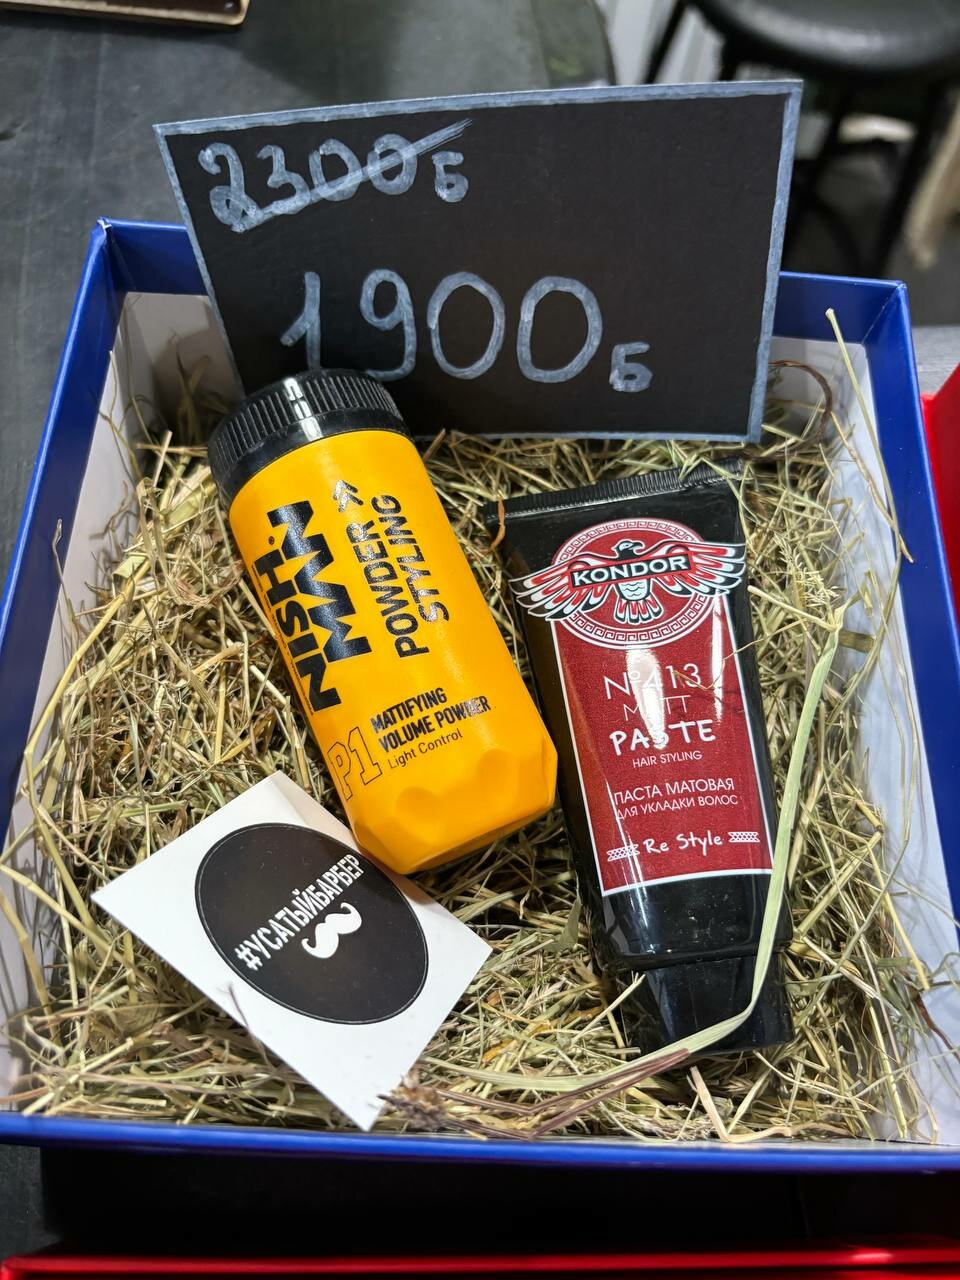 2300Б
1900Б
NISH.
MAN
POWDER
STYLING
P1
MATTIFYING
VOLUME POWDER
Light Control
KONDOR
№413
MATT
PASTE
HAIR STYLING
ПАСТА МАТОВАЯ
ДЛЯ УКЛАДКИ ВОЛОС
Re Style
#УСАТЫЙБАРБЕР